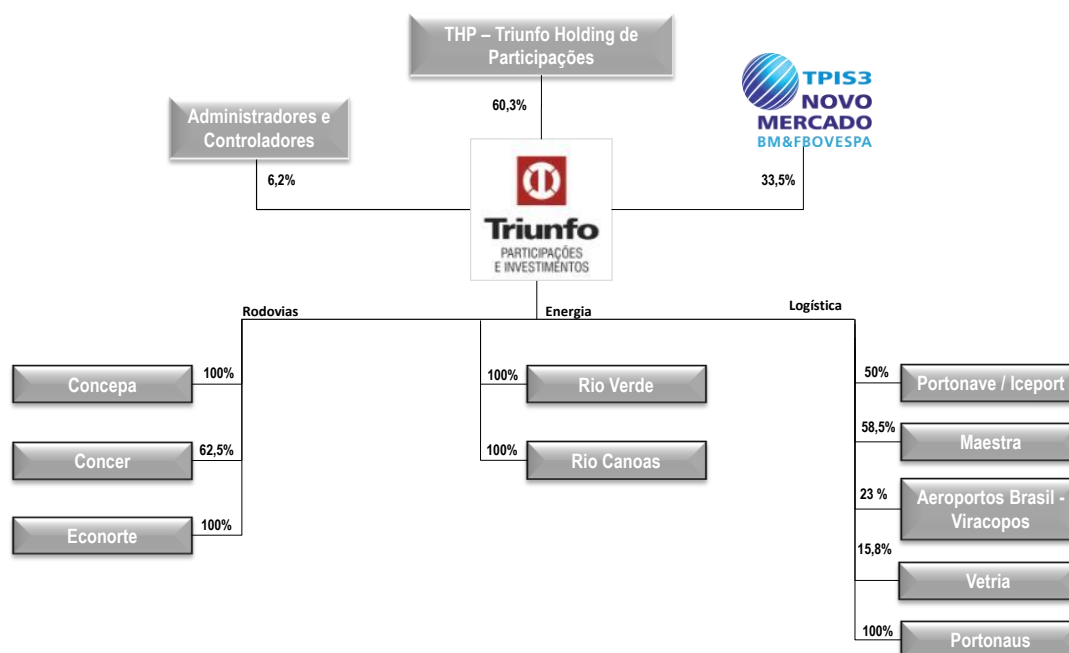 THP – Triunfo Holding de
Participações
60,3%
Administradores e
Controladores
6,2%
TPIS3
NOVO
MERCADO
BM&FBOVESPA
33,5%
Triunfo
PARTICIPAÇÕES
E INVESTIMENTOS
Rodovias
Energia
Logística
100%
Concepa
62,5%
Concer
100%
Econorte
100%
Rio Verde
100%
Rio Canoas
50%
Portonave / Iceport
58,5%
Maestra
23 %
Aeroportos Brasil -
Viracopos
15,8%
Vetria
100%
Portonaus